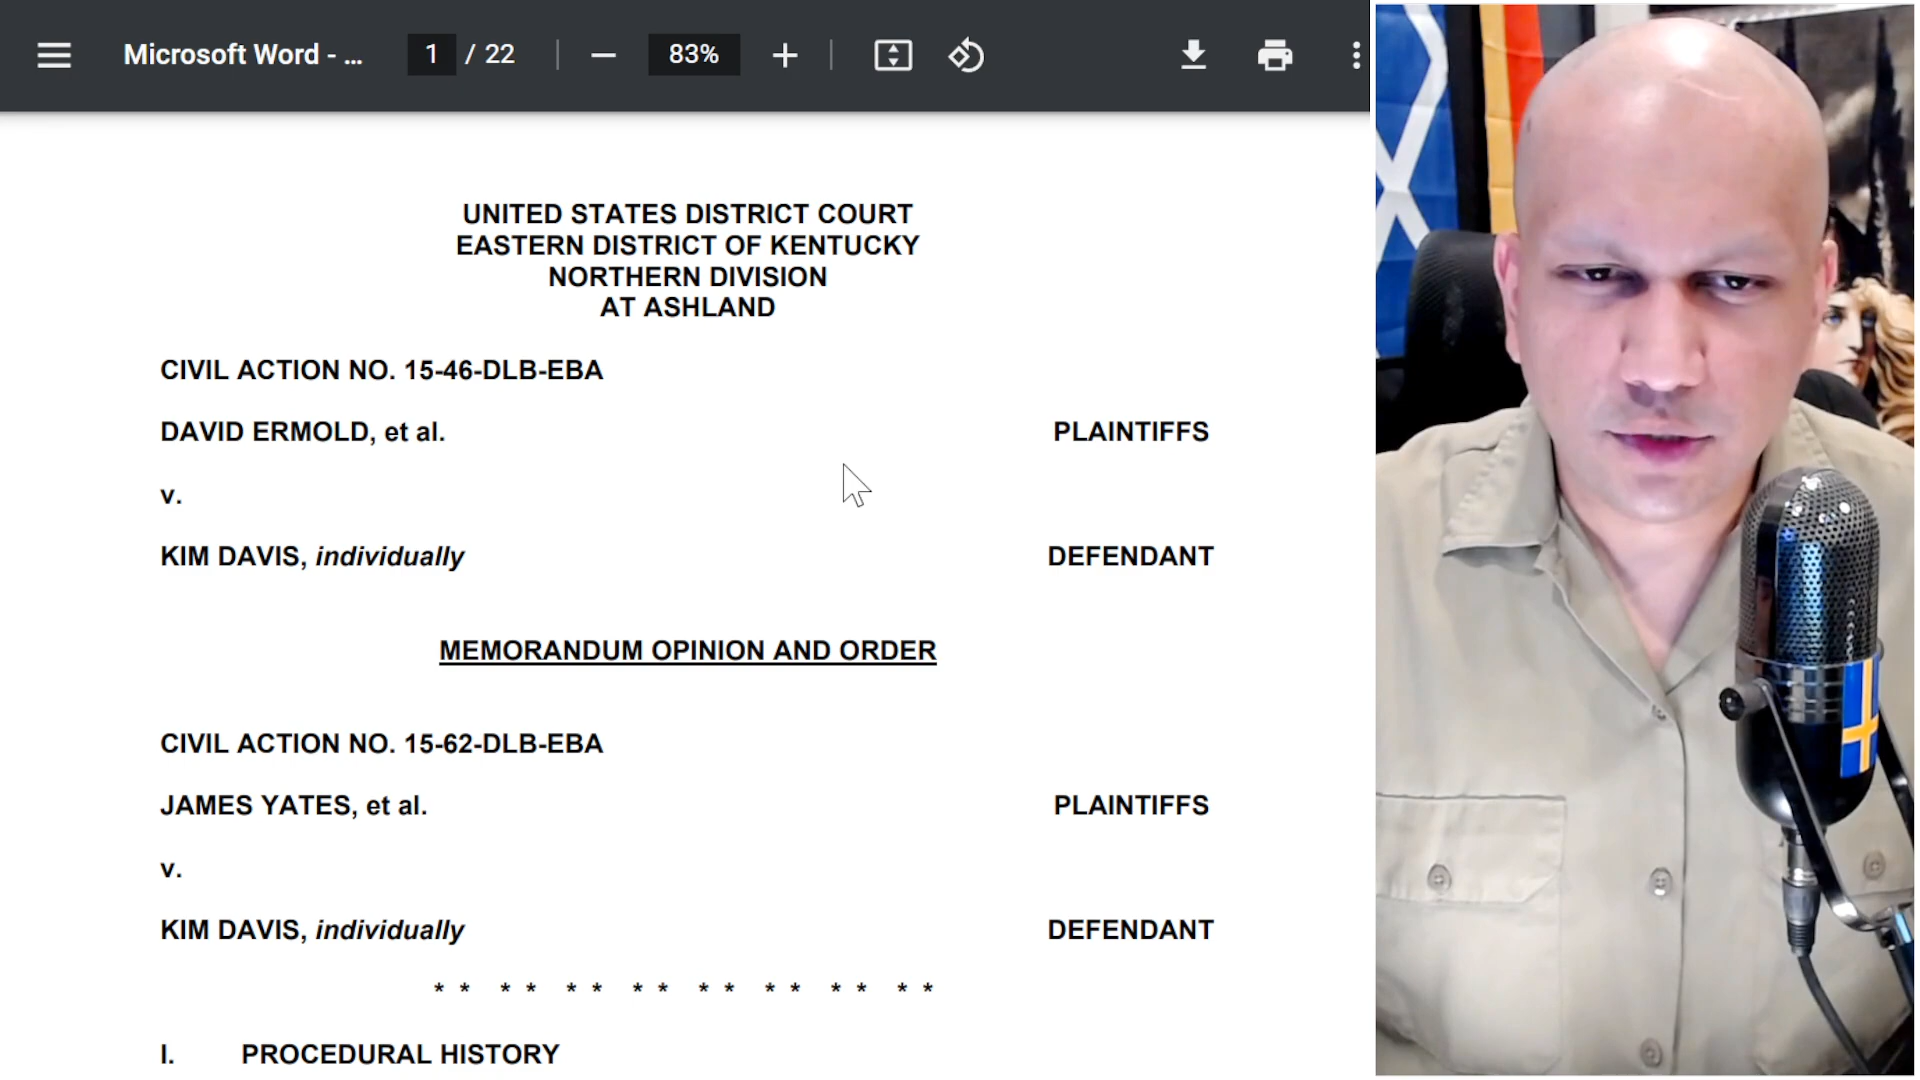 Microsoft Word - ...
1 / 22
83%
UNITED STATES DISTRICT COURT
EASTERN DISTRICT OF KENTUCKY
NORTHERN DIVISION
AT ASHLAND
CIVIL ACTION NO. 15-46-DLB-EBA
DAVID ERMOLD, et al. PLAINTIFFS
v.
KIM DAVIS, individually DEFENDANT
MEMORANDUM OPINION AND ORDER
CIVIL ACTION NO. 15-62-DLB-EBA
JAMES YATES, et al. PLAINTIFFS
v.
KIM DAVIS, individually DEFENDANT
** ** ** ** ** ** ** **
I. PROCEDURAL HISTORY